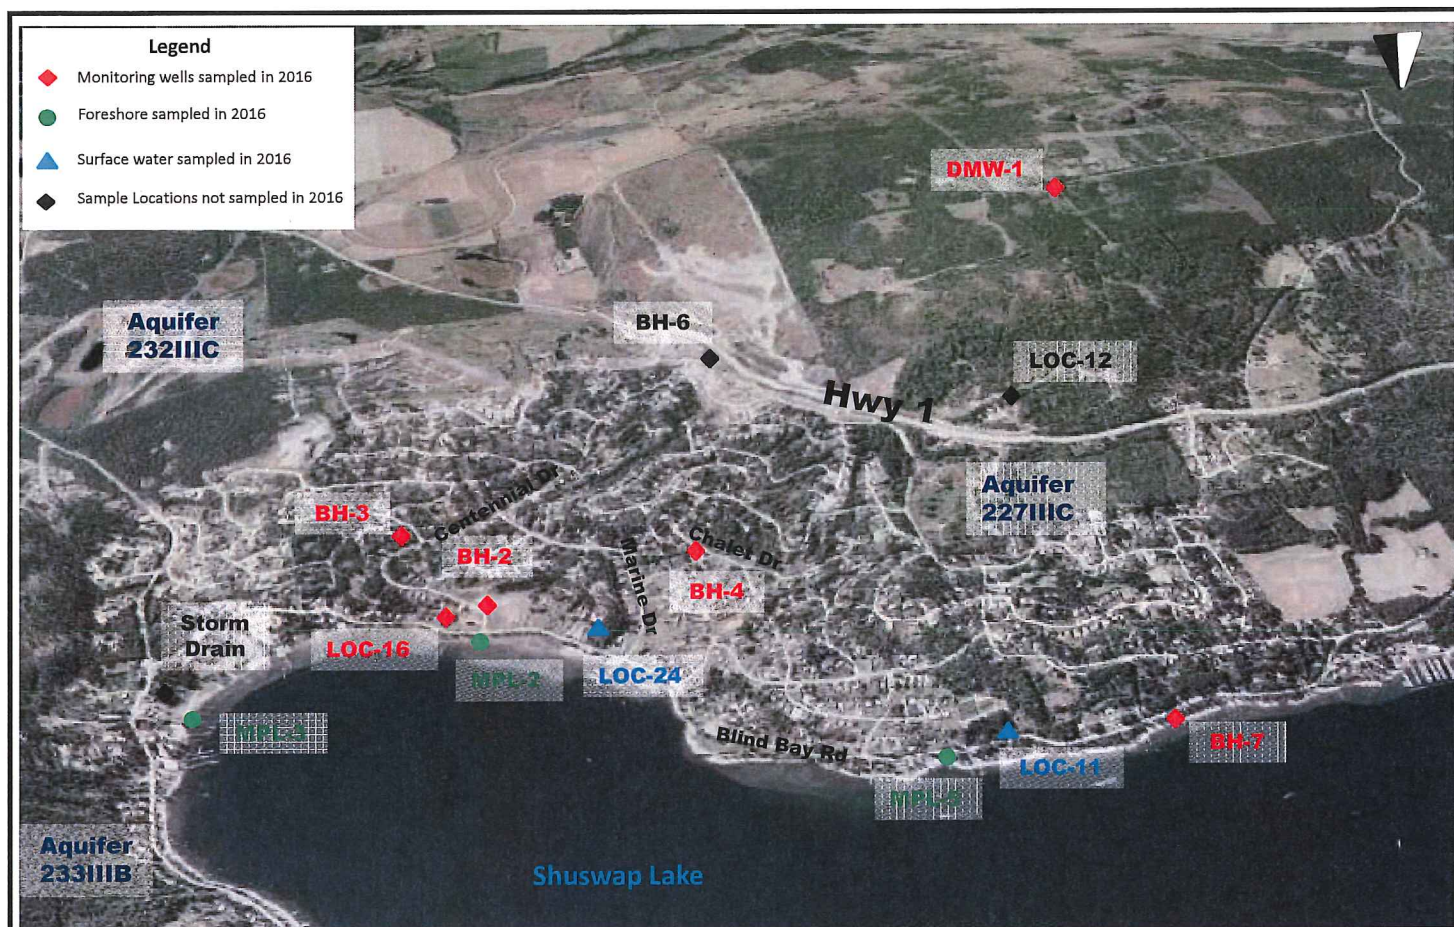 Legend
Monitoring wells sampled in 2016
Foreshore sampled in 2016
Surface water sampled in 2016
Sample Locations not sampled in 2016
DMW-1
Aquifer
232IIIC
BH-6
LOC-12
Hwy 1
Aquifer
227IIIC
BH-3
Centennial Dr
BH-2
Marine Dr
Chalet Dr
BH-4
Storm
Drain
LOC-16
MPL-2
LOC-24
Blind Bay Rd
BH-7
LOC-11
Aquifer
233IIIB
Shuswap Lake